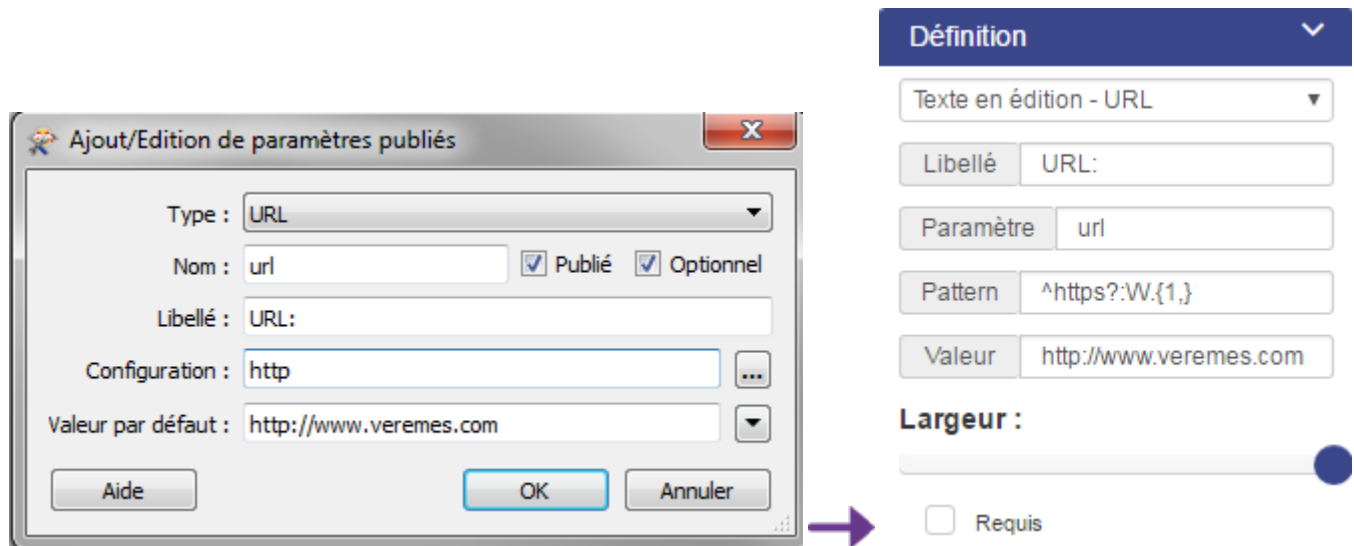 Ajout/Edition de paramètres publiés
Type : URL
Nom : url Publié Optionnel
Libellé : URL:
Configuration : http ...
Valeur par défaut : http://www.veremes.com
Aide OK Annuler
Définition
Texte en édition - URL
Libellé URL:
Paramètre url
Pattern ^https?:\/\/.{1,}
Valeur http://www.veremes.com
Largeur :
Requis